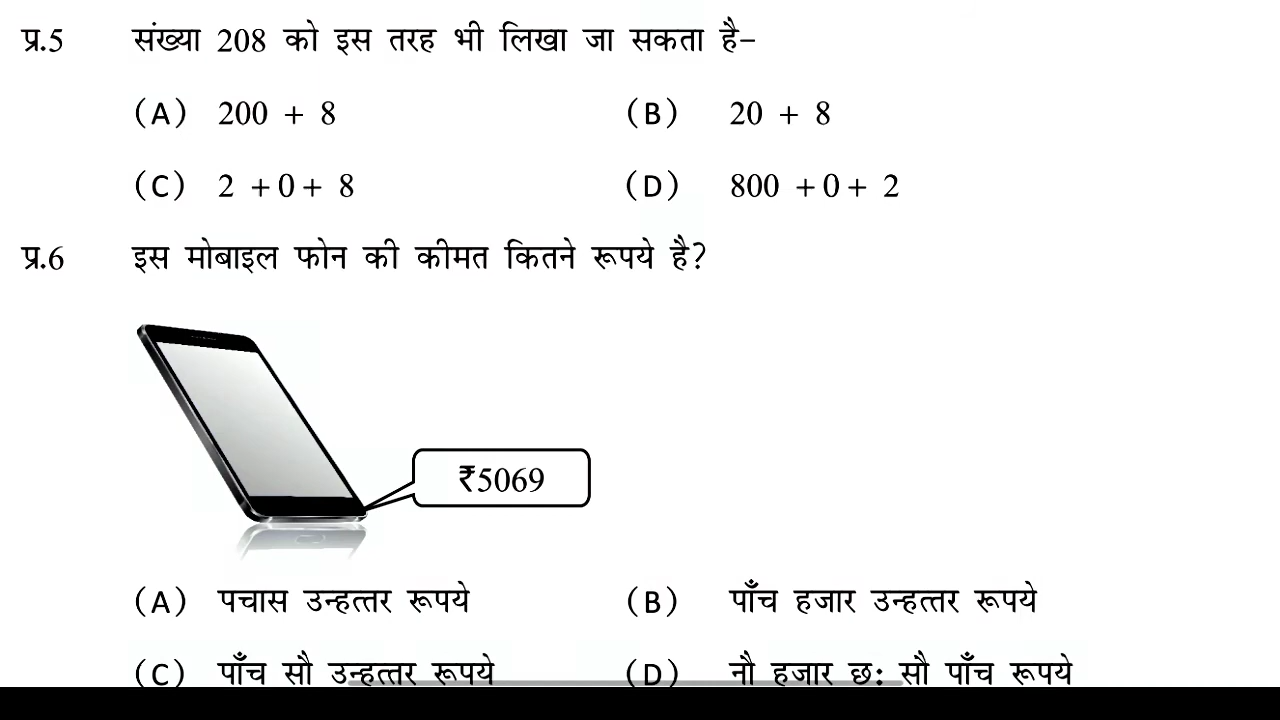 प्र.5 संख्या 208 को इस तरह भी लिखा जा सकता है–
(A) 200 + 8 (B) 20 + 8
(C) 2 +0+ 8 (D) 800 +0+ 2
प्र.6 इस मोबाइल फोन की कीमत कितने रूपये है?
₹5069
(A) पचास उन्हत्तर रूपये (B) पाँच हजार उन्हत्तर रूपये
(C) पाँच सौ उन्हत्तर रूपये (D) नौ हजार छ: सौ पाँच रूपये